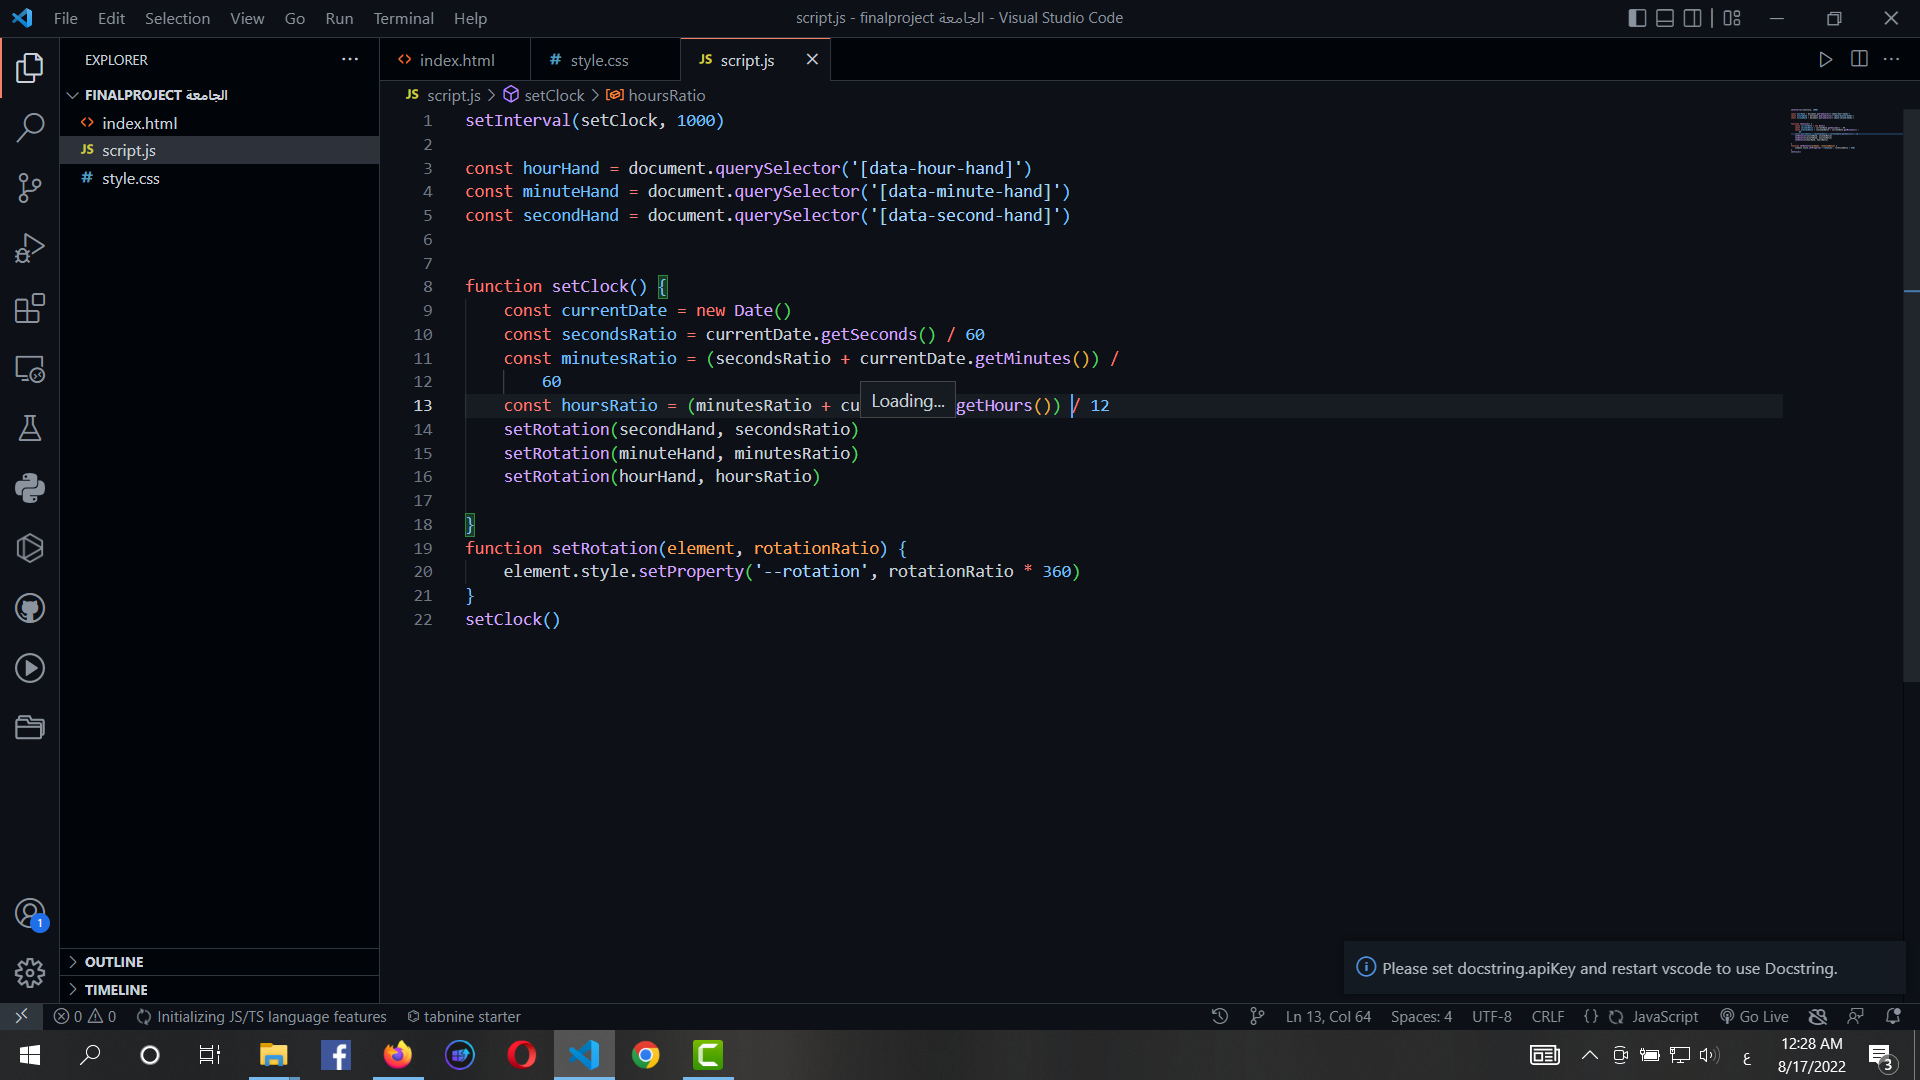 File Edit Selection View Go Run Terminal Help
script.js - finalproject الجامعة - Visual Studio Code
EXPLORER
FINALPROJECT الجامعة
index.html
JS script.js
# style.css
OUTLINE
TIMELINE
index.html
# style.css
JS script.js
JS script.js > setClock > hoursRatio
1 setInterval(setClock, 1000)
2
3 const hourHand = document.querySelector('[data-hour-hand]')
4 const minuteHand = document.querySelector('[data-minute-hand]')
5 const secondHand = document.querySelector('[data-second-hand]')
6
7
8 function setClock() {
9 const currentDate = new Date()
10 const secondsRatio = currentDate.getSeconds() / 60
11 const minutesRatio = (secondsRatio + currentDate.getMinutes()) /
12 60
13 const hoursRatio = (minutesRatio + cu Loading... getHours()) / 12
14 setRotation(secondHand, secondsRatio)
15 setRotation(minuteHand, minutesRatio)
16 setRotation(hourHand, hoursRatio)
17
18 }
19 function setRotation(element, rotationRatio) {
20 element.style.setProperty('--rotation', rotationRatio * 360)
21 }
22 setClock()
Please set docstring.apiKey and restart vscode to use Docstring.
1
0 0 Initializing JS/TS language features tabnine starter
Ln 13, Col 64 Spaces: 4 UTF-8 CRLF {} JavaScript Go Live
ع
12:28 AM
8/17/2022
3